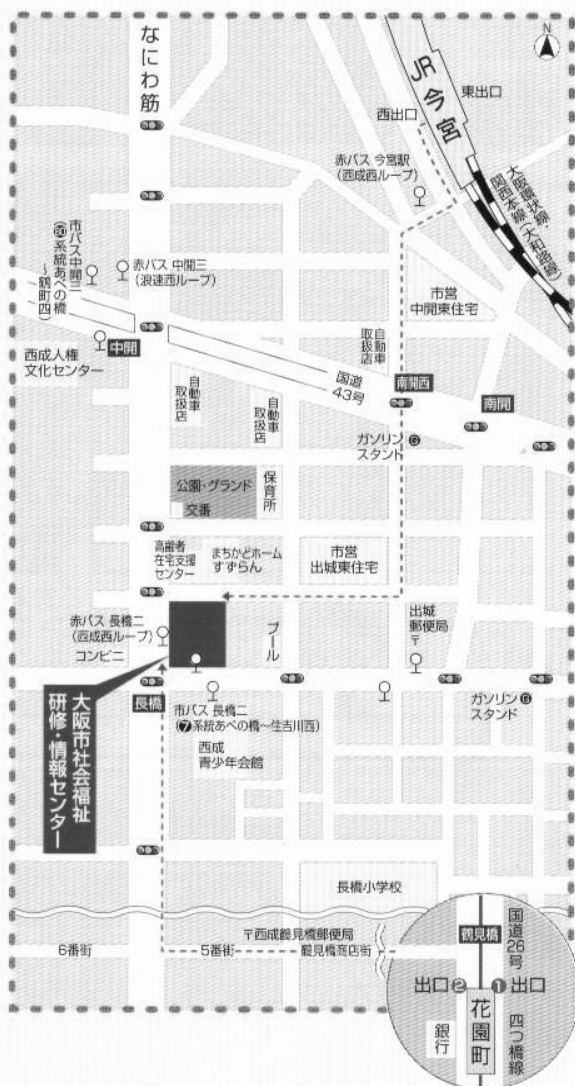 N
なにわ筋
JR今宮
東出口
西出口
赤バス 今宮駅
(西成西ループ)
大阪環状線・
関西本線(大和路線)
市バス中開三
(60系統あべの橋
~鶴町四)
赤バス 中開三
(浪速西ループ)
市営
中開東住宅
自動車
取扱店
中開
西成人権
文化センター
国道
43号
南開西
南開
自動車
取扱店
自動車
取扱店
ガソリン G
スタンド
公園・グランド
交番
保育所
高齢者
在宅支援
センター
まちかどホーム
すずらん
市営
出城東住宅
赤バス 長橋二
(西成西ループ)
コンビニ
プール
出城
郵便局
〒
長橋
市バス 長橋二
(7系統あべの橋~住吉川西)
ガソリン G
スタンド
大阪市社会福祉
研修・情報センター
西成
青少年会館
長橋小学校
〒西成鶴見橋郵便局
6番街
5番街
鶴見橋商店街
鶴見橋
国道26号
出口 2
1 出口
花園町
銀行
四つ橋線